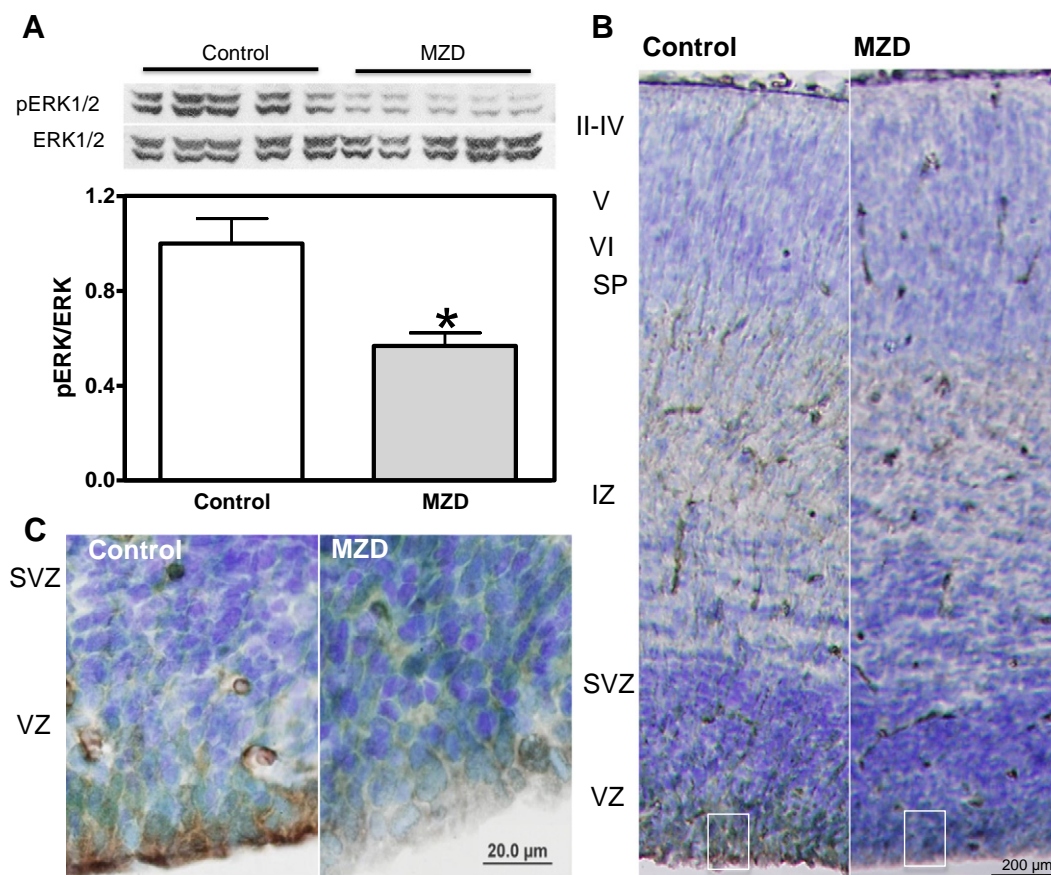 A
Control MZD
pERK1/2
ERK1/2
1.2
0.8
0.4
0.0
pERK/ERK
*
Control MZD
B
Control MZD
II-IV
V
VI
SP
IZ
SVZ
VZ
200 µm
C
Control MZD
SVZ
VZ
20.0 µm